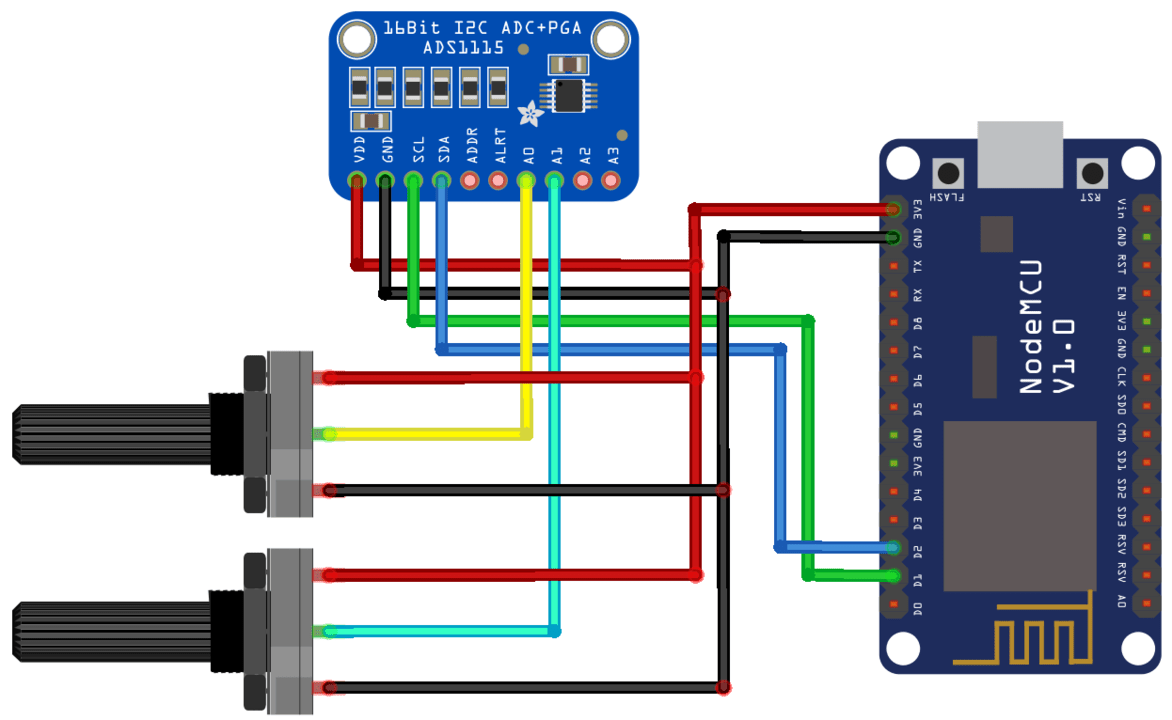 16Bit I2C ADC+PGA
ADS1115
VDD
GND
SCL
SDA
ADDR
ALRT
A0
A1
A2
A3
FLASH
RST
3V3
GND
TX
RX
D8
D7
D6
D5
GND
3V3
D4
D3
D2
D1
D0
NodeMCU
V1.0
Vin
GND
RST
EN
3V3
GND
CLK
SD0
CMD
SD1
SD2
SD3
RSV
RSV
A0